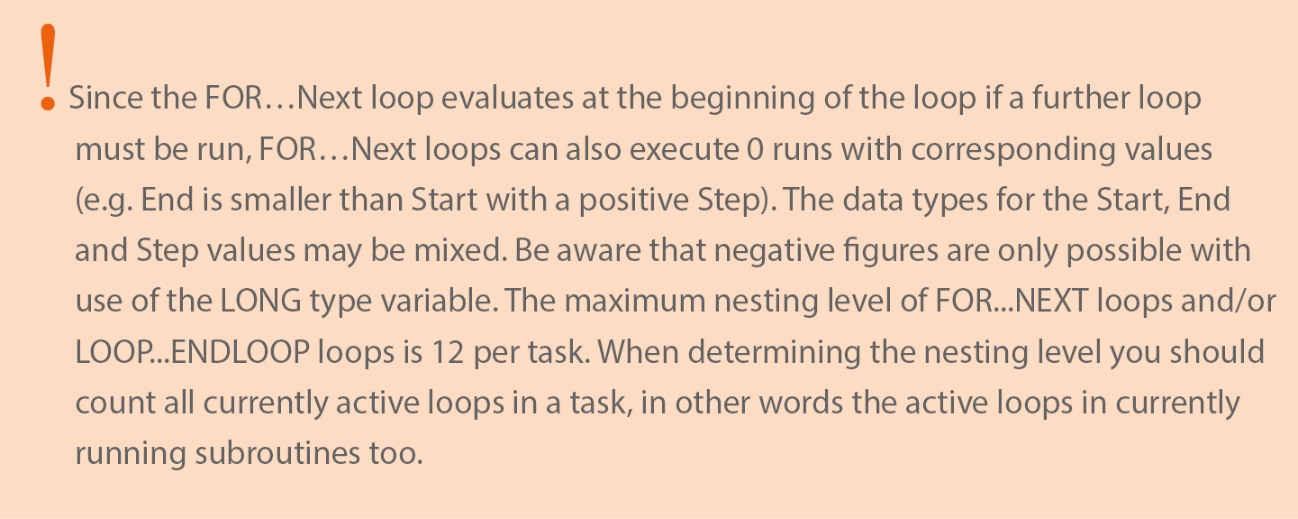 ! Since the FOR…Next loop evaluates at the beginning of the loop if a further loop
must be run, FOR…Next loops can also execute 0 runs with corresponding values
(e.g. End is smaller than Start with a positive Step). The data types for the Start, End
and Step values may be mixed. Be aware that negative figures are only possible with
use of the LONG type variable. The maximum nesting level of FOR...NEXT loops and/or
LOOP...ENDLOOP loops is 12 per task. When determining the nesting level you should
count all currently active loops in a task, in other words the active loops in currently
running subroutines too.